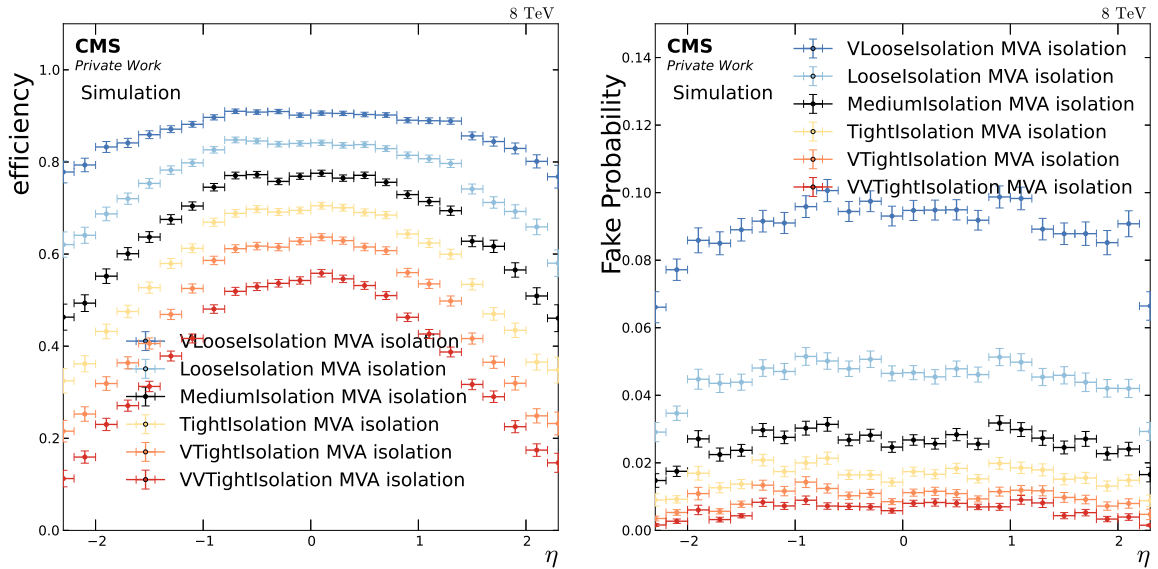 8 TeV
CMS
Private Work
Simulation
efficiency
1.0
0.8
0.6
0.4
0.2
0.0
VLooseIsolation MVA isolation
LooseIsolation MVA isolation
MediumIsolation MVA isolation
TightIsolation MVA isolation
VTightIsolation MVA isolation
VVTightIsolation MVA isolation
−2 −1 0 1 2
η
8 TeV
CMS
Private Work
Simulation
Fake Probability
VLooseIsolation MVA isolation
LooseIsolation MVA isolation
MediumIsolation MVA isolation
TightIsolation MVA isolation
VTightIsolation MVA isolation
VVTightIsolation MVA isolation
0.14
0.12
0.10
0.08
0.06
0.04
0.02
0.00
−2 −1 0 1 2
η